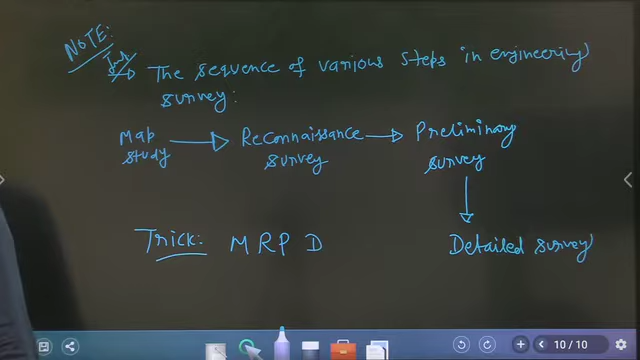 NOTE:
Imp
The sequence of various steps in engineering
survey:
Map study → Reconnaissance survey → Preliminary survey
↓
Detailed survey
Trick: M R P D
10 / 10